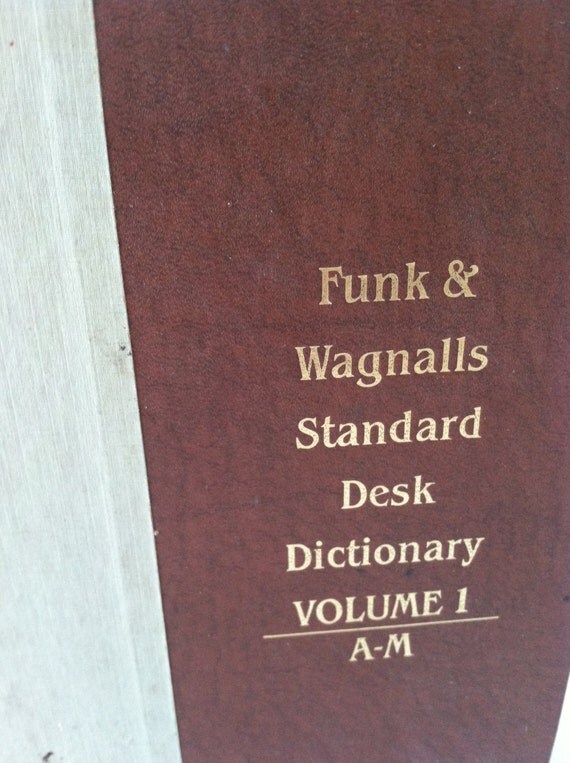 Funk &
Wagnalls
Standard
Desk
Dictionary
VOLUME 1
A-M